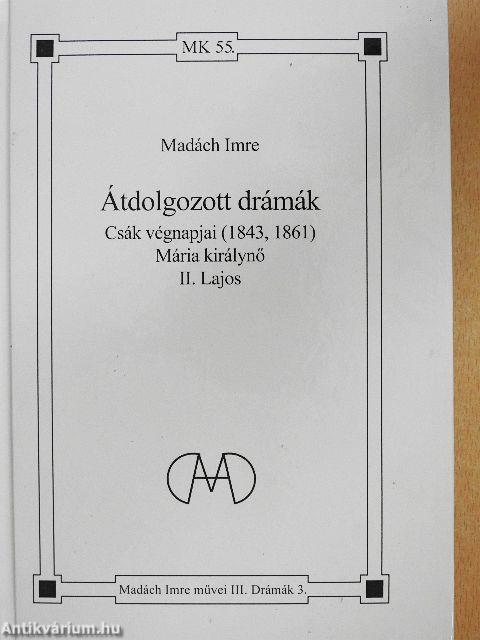 MK 55.
Madách Imre
Átdolgozott drámák
Csák végnapjai (1843, 1861)
Mária királynő
II. Lajos
Madách Imre művei III. Drámák 3.
Antikvárium.hu